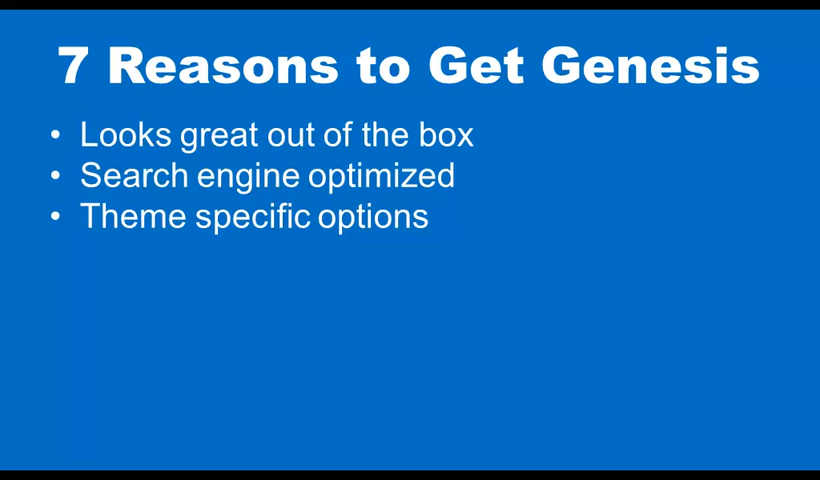 7 Reasons to Get Genesis
• Looks great out of the box
• Search engine optimized
• Theme specific options